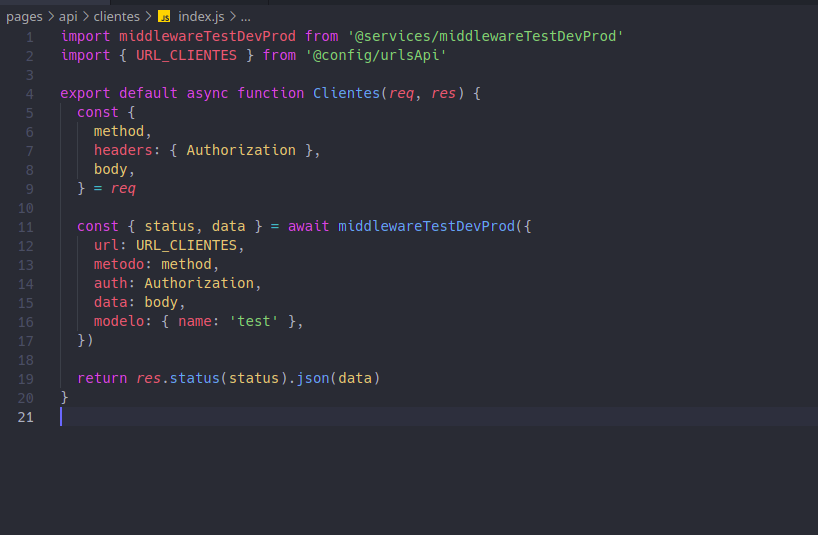 pages > api > clientes > JS index.js > ...
1 import middlewareTestDevProd from '@services/middlewareTestDevProd'
2 import { URL_CLIENTES } from '@config/urlsApi'
3
4 export default async function Clientes(req, res) {
5   const {
6     method,
7     headers: { Authorization },
8     body,
9   } = req
10
11   const { status, data } = await middlewareTestDevProd({
12     url: URL_CLIENTES,
13     metodo: method,
14     auth: Authorization,
15     data: body,
16     modelo: { name: 'test' },
17   })
18
19   return res.status(status).json(data)
20 }
21